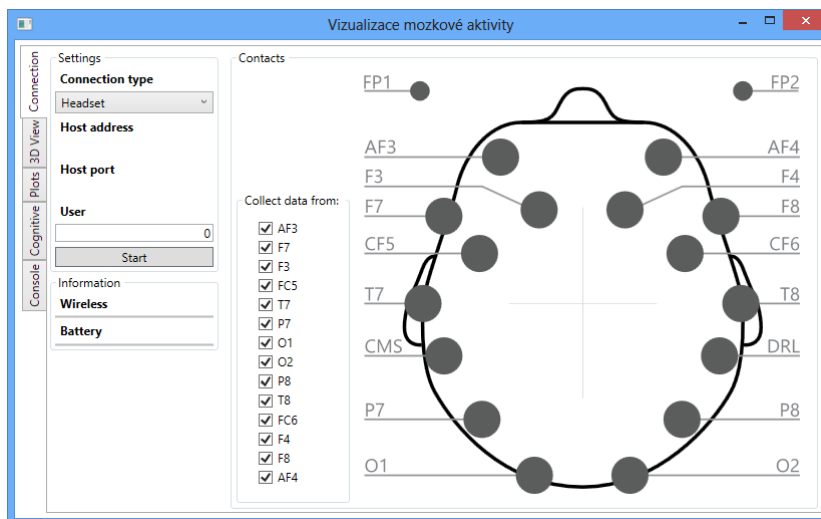 Vizualizace mozkové aktivity
Connection
3D View
Plots
Cognitive
Console
Settings
Connection type
Headset
Host address
Host port
User
0
Start
Information
Wireless
Battery
Contacts
Collect data from:
AF3
F7
F3
FC5
T7
P7
O1
O2
P8
T8
FC6
F4
F8
AF4
FP1
FP2
AF3
AF4
F3
F4
F7
F8
CF5
CF6
T7
T8
CMS
DRL
P7
P8
O1
O2